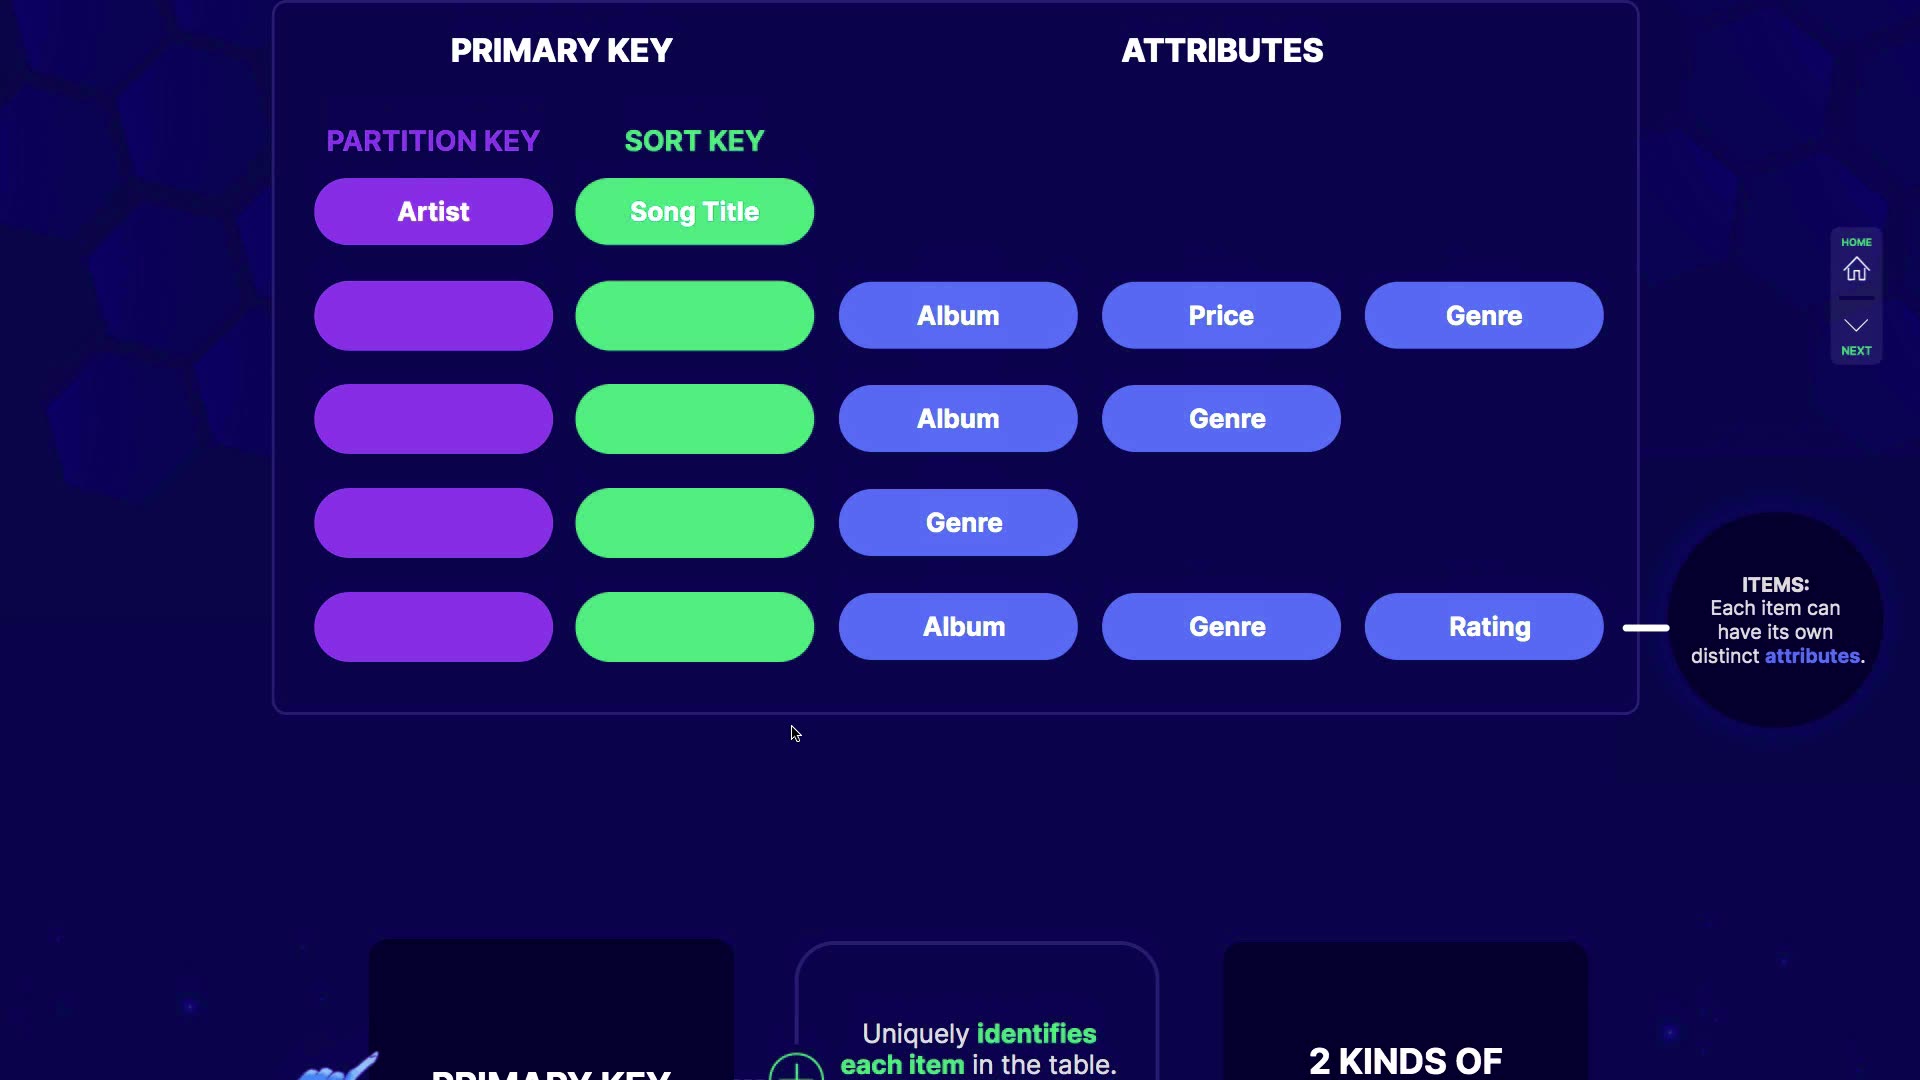 PRIMARY KEY
ATTRIBUTES
PARTITION KEY
SORT KEY
Artist
Song Title
HOME
NEXT
Album
Price
Genre
Album
Genre
Genre
Album
Genre
Rating
ITEMS:
Each item can
have its own
distinct attributes.
Uniquely identifies
each item in the table.
2 KINDS OF
PRIMARY KEY